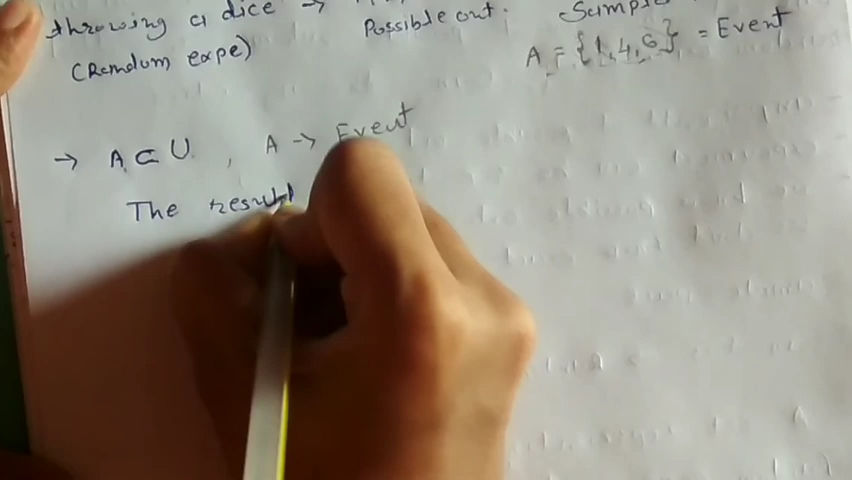 throwing a dice →
Possible out. Sample
(Random expe)
A = {1,4,6} = Event
→ A ⊂ U , A → Event
The result